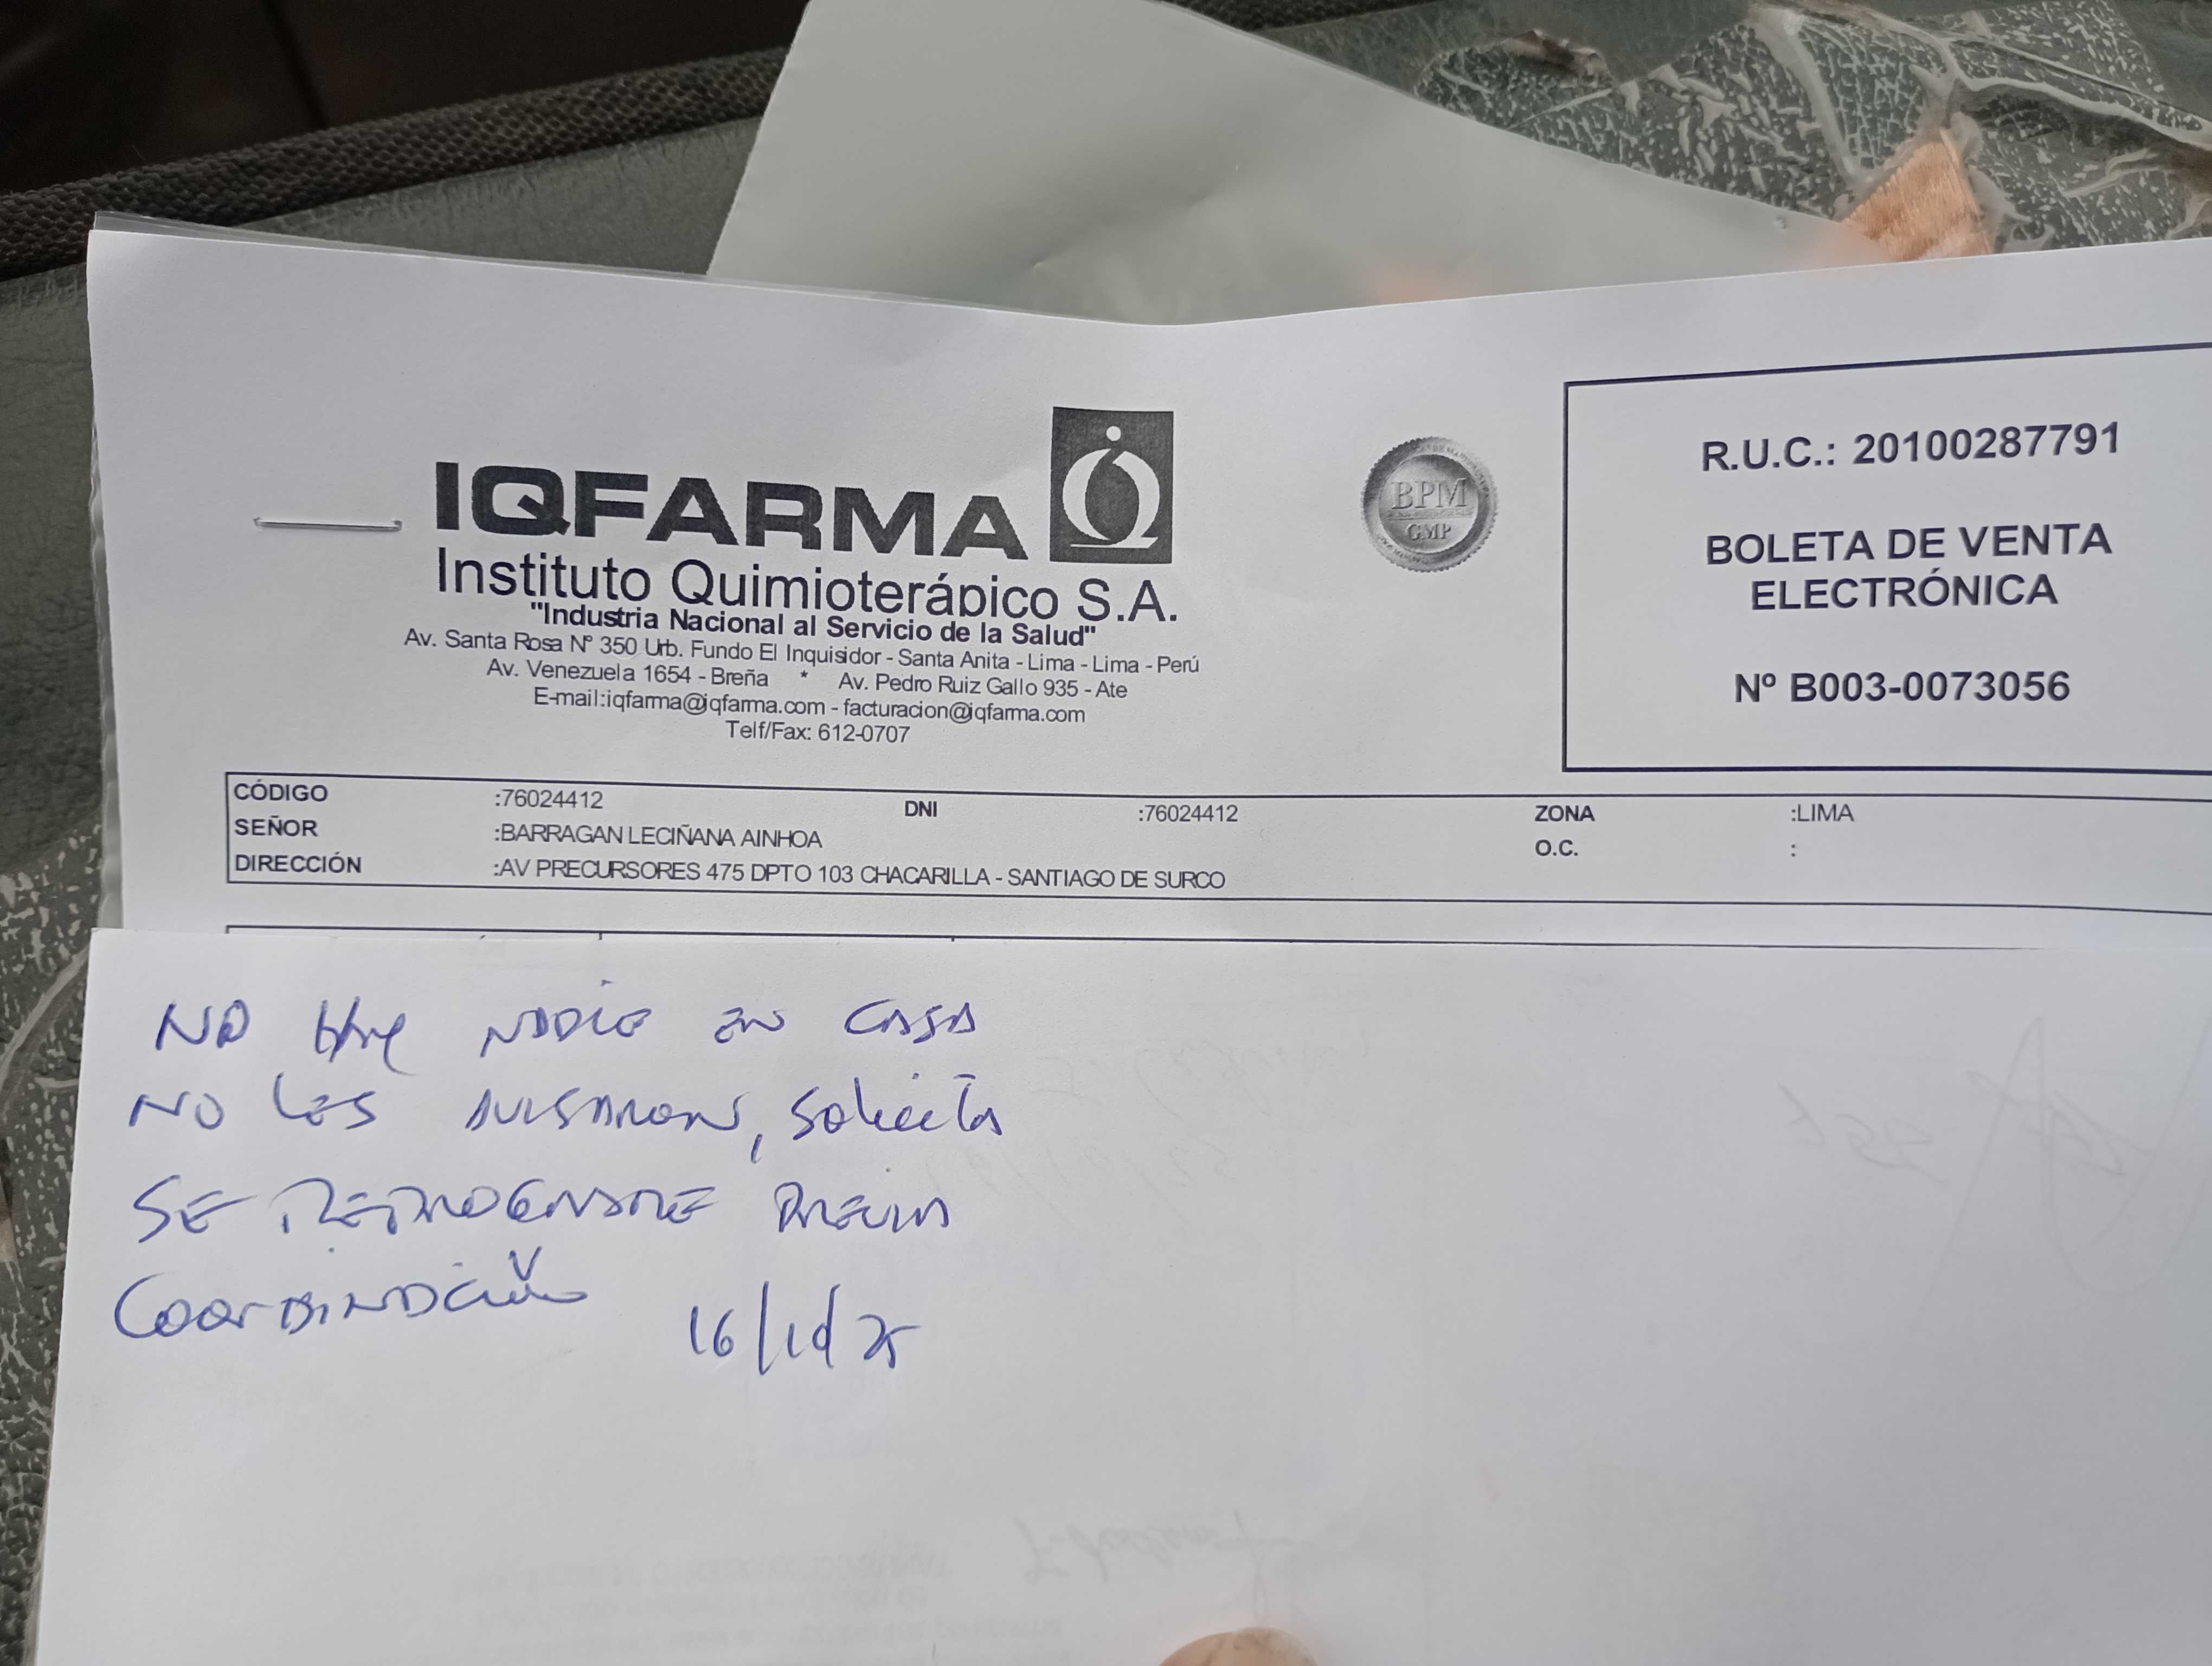 IQFARMA
Instituto Quimioterápico S.A.
"Industria Nacional al Servicio de la Salud"
Av. Santa Rosa Nº 350 Urb. Fundo El Inquisidor - Santa Anita - Lima - Lima - Perú
Av. Venezuela 1654 - Breña * Av. Pedro Ruiz Gallo 935 - Ate
E-mail:iqfarma@iqfarma.com - facturacion@iqfarma.com
Telf/Fax: 612-0707
BPM
GMP
R.U.C.: 20100287791
BOLETA DE VENTA
ELECTRÓNICA
Nº B003-0073056
CÓDIGO :76024412 DNI :76024412 ZONA :LIMA
SEÑOR :BARRAGAN LECIÑANA AINHOA O.C. :
DIRECCIÓN :AV PRECURSORES 475 DPTO 103 CHACARILLA - SANTIAGO DE SURCO
NO HAY NADIE EN CASA
NO LES AVISARON, Solicita
SE REPROGRAME PREVIA
COORDINACIÓN 16/10/25